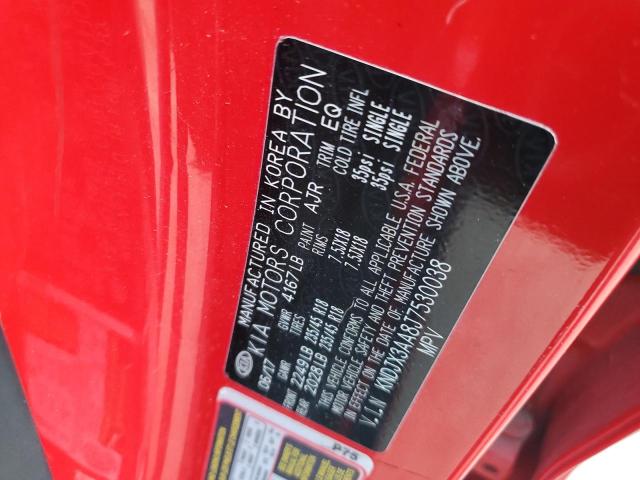 MANUFACTURED IN KOREA BY
KIA MOTORS CORPORATION
KIA
06/17 GVWR 4167LB PAINT AJR TRIM EQ
GAWR TIRES RIMS COLD TIRE INFL
FRONT 2249LB 235/45 R18 7.5JX18 35psi SINGLE
REAR 2028LB 235/45 R18 7.5JX18 35psi SINGLE
THIS VEHICLE CONFORMS TO ALL APPLICABLE U.S.A. FEDERAL
MOTOR VEHICLE SAFETY AND THEFT PREVENTION STANDARDS
IN EFFECT ON THE DATE OF MANUFACTURE SHOWN ABOVE.
V.I.N KNDJX3AA8J7530038
MPV
P75